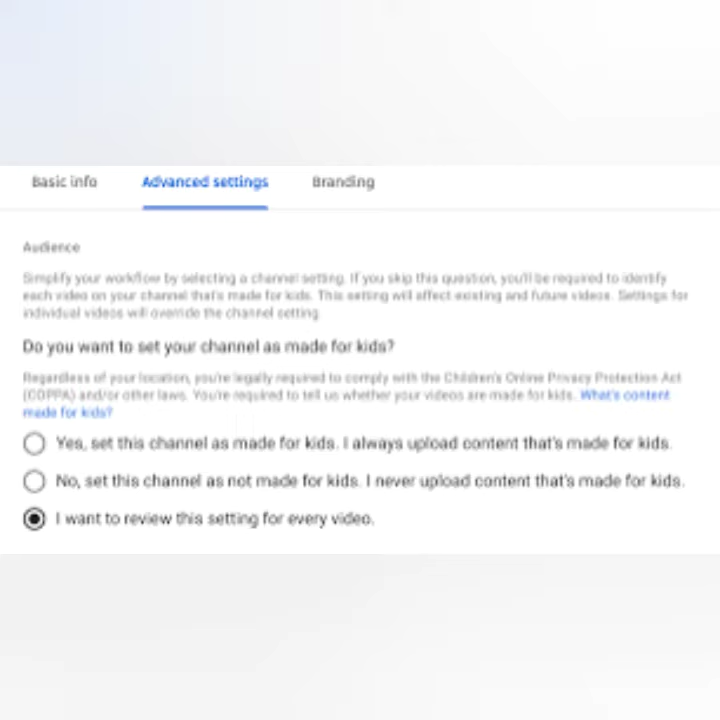 Basic info Advanced settings Branding
Audience
Simplify your workflow by selecting a channel setting. If you skip this question, you'll be required to identify
each video on your channel that's made for kids. This setting will affect existing and future videos. Settings for
individual videos will override the channel setting.
Do you want to set your channel as made for kids?
Regardless of your location, you're legally required to comply with the Children's Online Privacy Protection Act
(COPPA) and/or other laws. You're required to tell us whether your videos are made for kids. What's content
made for kids?
Yes, set this channel as made for kids. I always upload content that's made for kids.
No, set this channel as not made for kids. I never upload content that's made for kids.
I want to review this setting for every video.